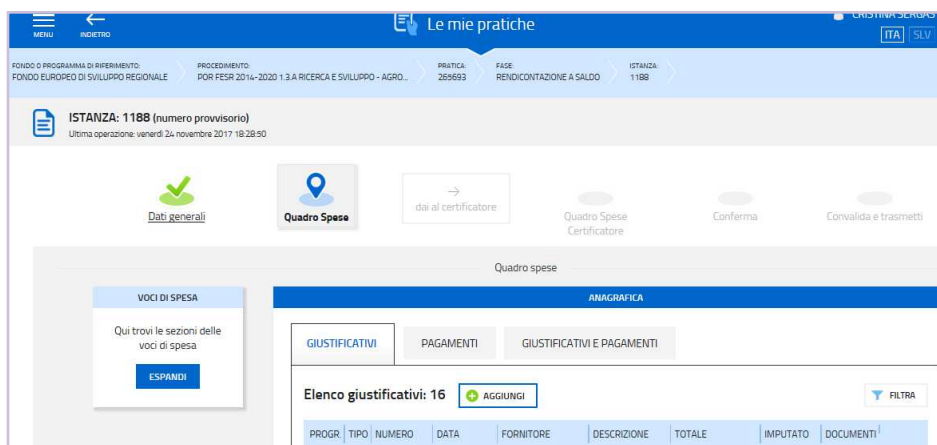 CRISTINA SERGAS
MENU
INDIETRO
Le mie pratiche
ITA SLV
FONDO O PROGRAMMA DI RIFERIMENTO:
FONDO EUROPEO DI SVILUPPO REGIONALE
PROCEDIMENTO:
POR FESR 2014-2020 1.3.A RICERCA E SVILUPPO - AGRO...
PRATICA:
265693
FASE:
RENDICONTAZIONE A SALDO
ISTANZA:
1188
ISTANZA: 1188 (numero provvisorio)
Ultima operazione: venerdì 24 novembre 2017 18:28:50
Dati generali
Quadro Spese
dai al certificatore
Quadro Spese
Certificatore
Conferma
Convalida e trasmetti
Quadro spese
VOCI DI SPESA
Qui trovi le sezioni delle
voci di spesa
ESPANDI
ANAGRAFICA
GIUSTIFICATIVI
PAGAMENTI
GIUSTIFICATIVI E PAGAMENTI
Elenco giustificativi: 16
AGGIUNGI
FILTRA
PROGR. TIPO NUMERO DATA FORNITORE DESCRIZIONE TOTALE IMPUTATO DOCUMENTI